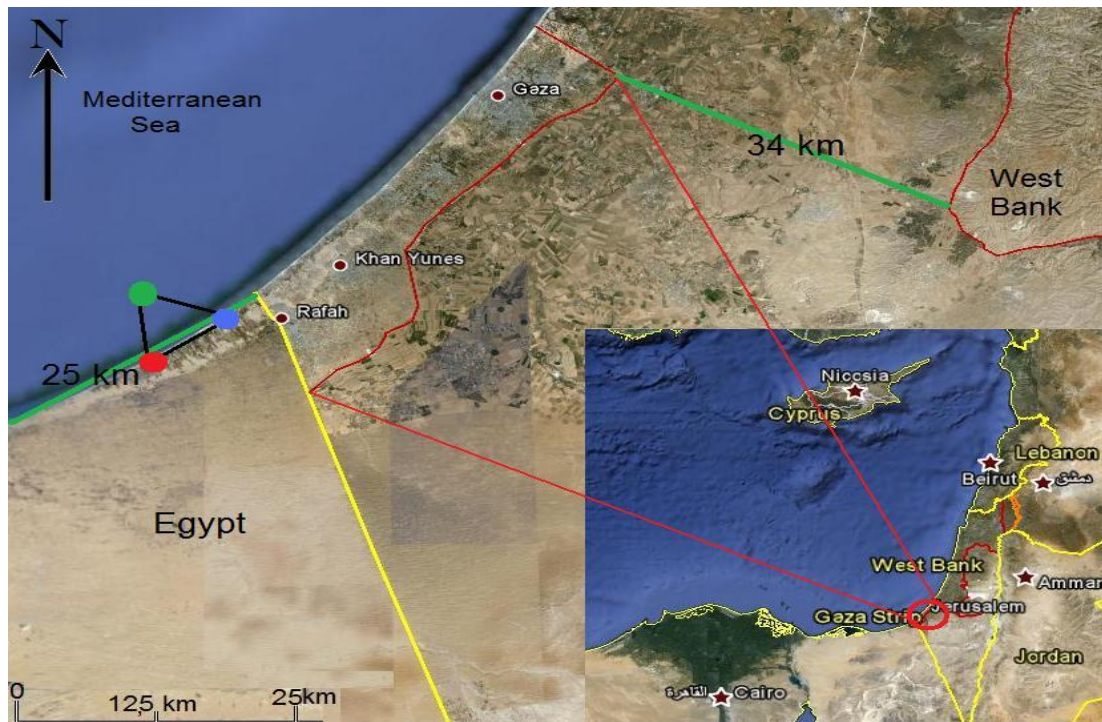 N
Mediterranean
Sea
Gaza
34 km
West
Bank
Khan Yunes
Rafah
25 km
Egypt
0
12,5 km
25km
Nicosia
Cyprus
Lebanon
Beirut
دمشق
West Bank
Amman
Jerusalem
Gaza Strip
Jordan
القاهرة
Cairo